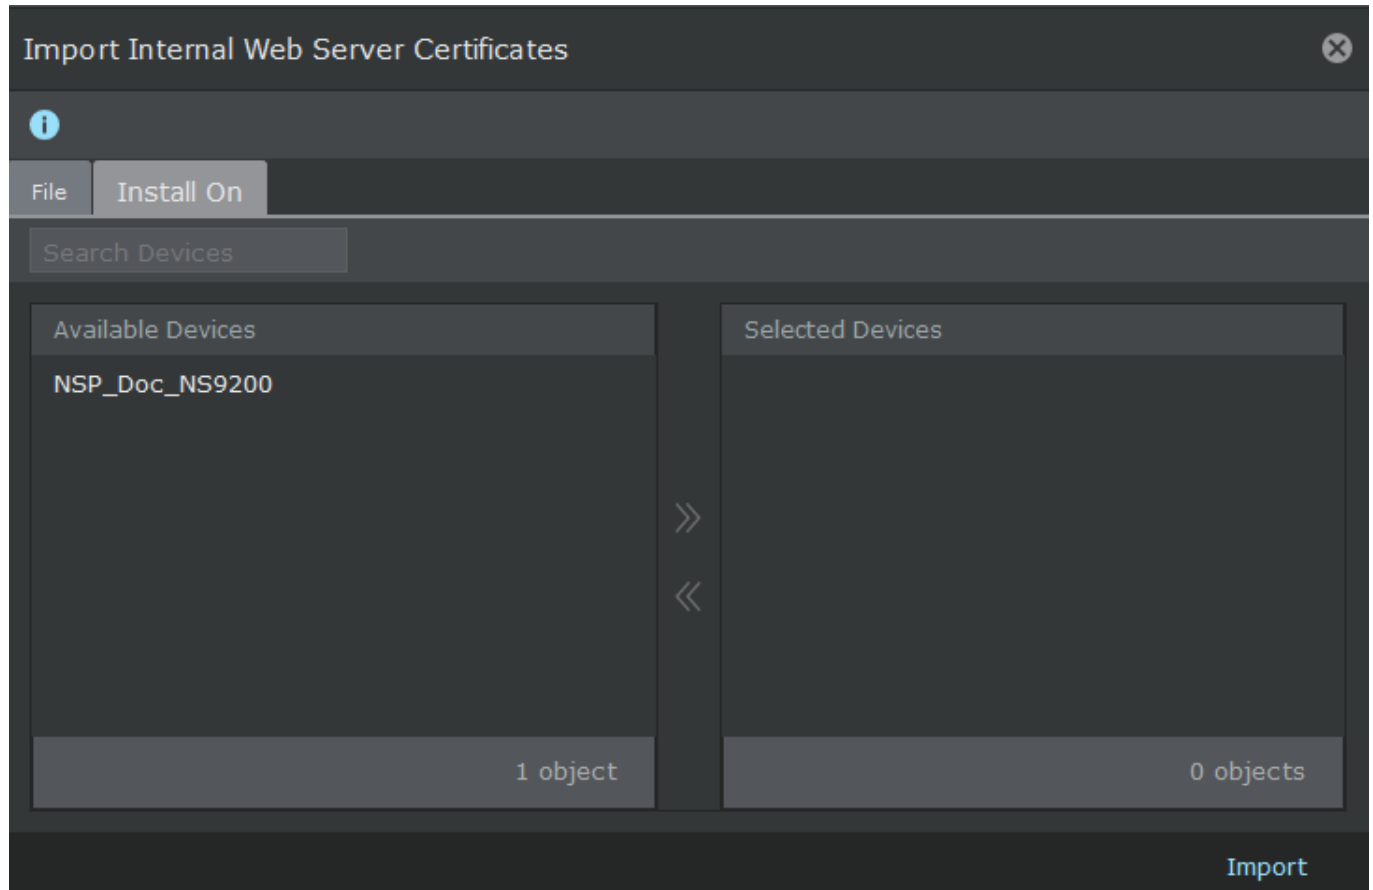 Import Internal Web Server Certificates
File
Install On
Search Devices
Available Devices
Selected Devices
NSP_Doc_NS9200
1 object
0 objects
Import